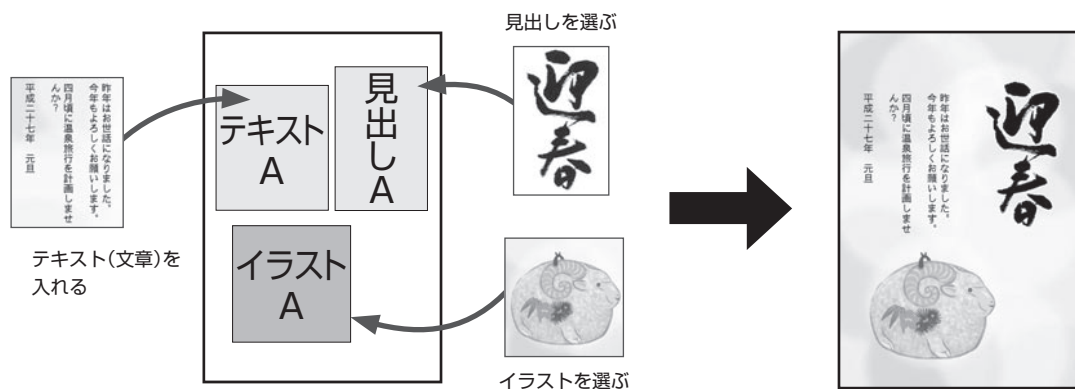 見出しを選ぶ
昨年はお世話になりました。
今年もよろしくお願いします。
四月頃に温泉旅行を計画しませ
んか?
平成二十七年 元旦
テキスト
A
見出しA
迎春
イラスト
A
テキスト(文章)を
入れる
イラストを選ぶ
迎春
昨年はお世話になりました。
今年もよろしくお願いします。
四月頃に温泉旅行を計画しませ
んか?
平成二十七年 元旦